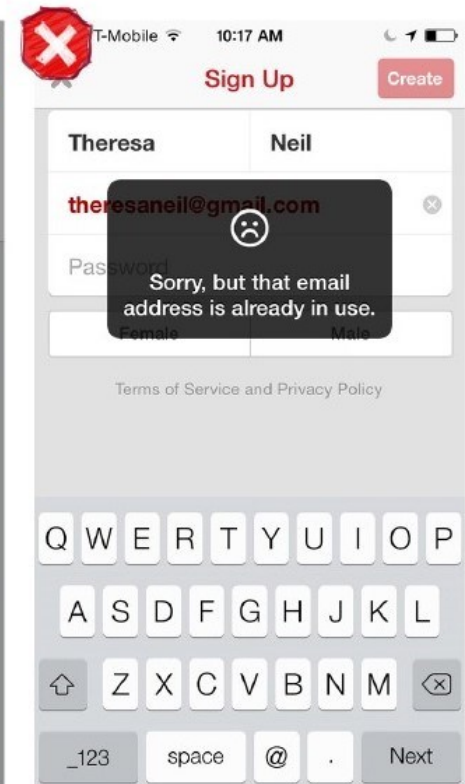 T-Mobile 10:17 AM
Sign Up Create
Theresa Neil
theresaneil@gmail.com
Password
Sorry, but that email
address is already in use.
Female Male
Terms of Service and Privacy Policy
Q W E R T Y U I O P
A S D F G H J K L
Z X C V B N M
_123 space @ . Next